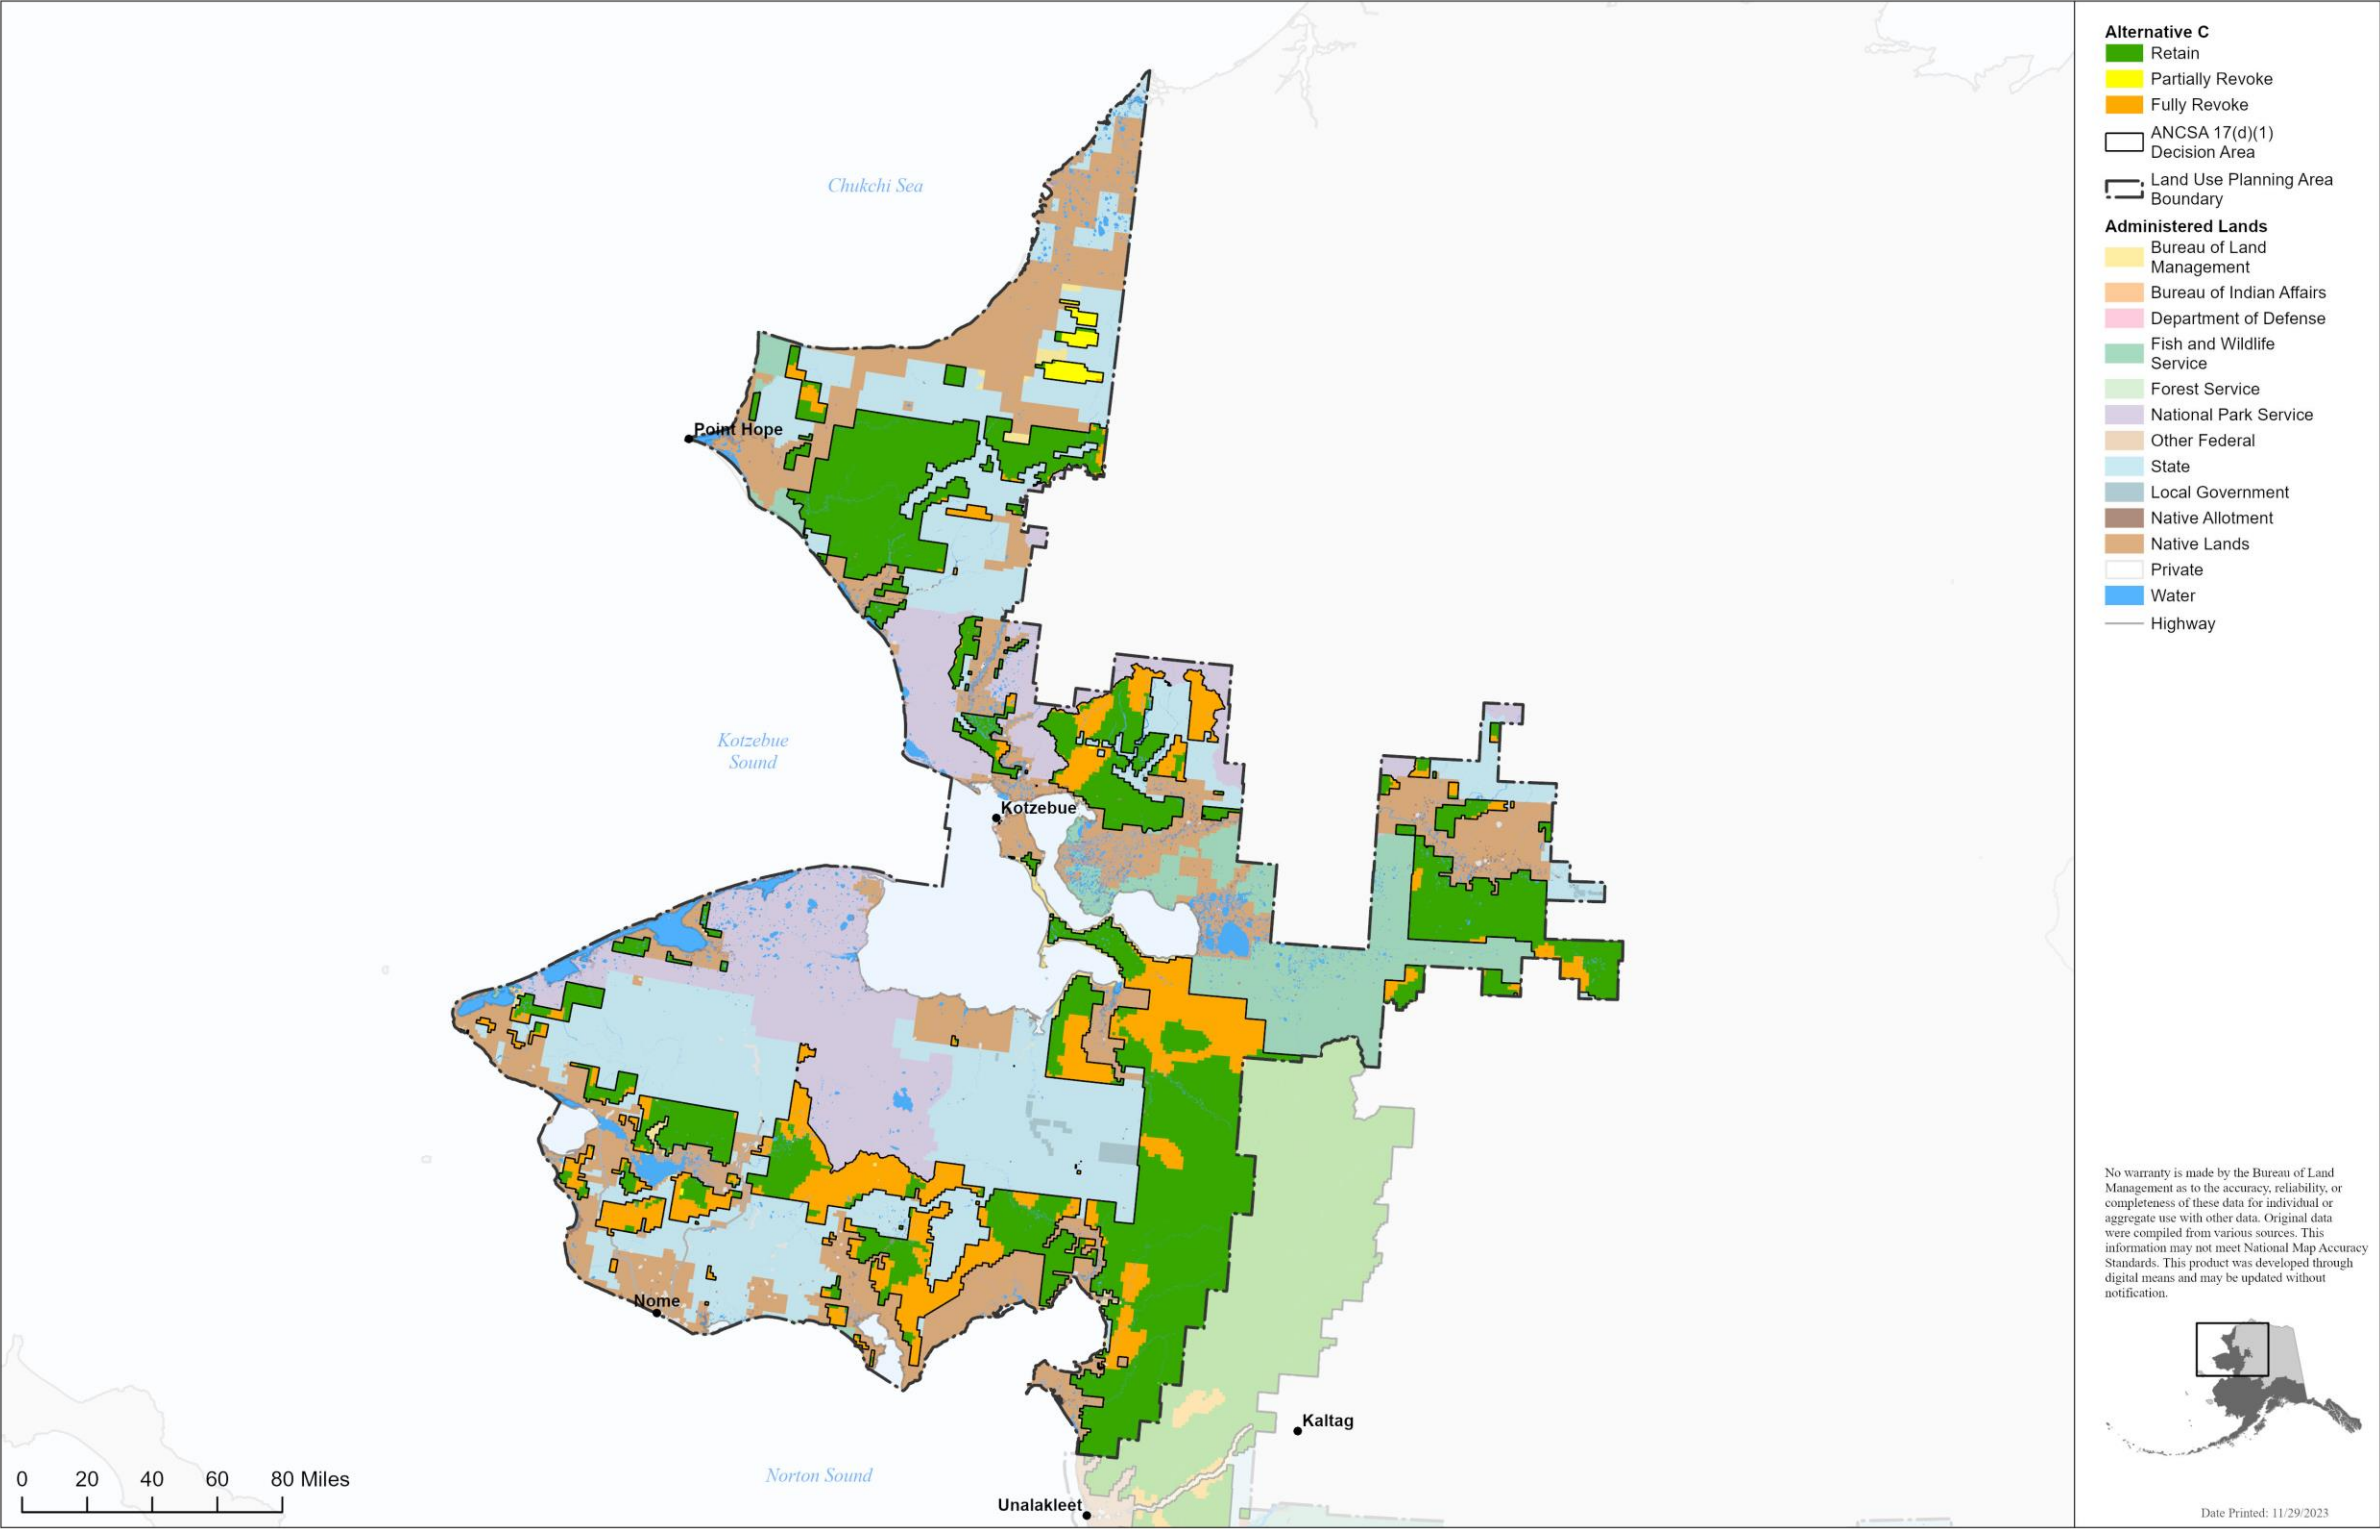 Chukchi Sea
Point Hope
Kotzebue
Sound
Kotzebue
Nome
Kaltag
Norton Sound
Unalakleet
0 20 40 60 80 Miles
Alternative C
Retain
Partially Revoke
Fully Revoke
ANCSA 17(d)(1)
Decision Area
Land Use Planning Area
Boundary
Administered Lands
Bureau of Land
Management
Bureau of Indian Affairs
Department of Defense
Fish and Wildlife
Service
Forest Service
National Park Service
Other Federal
State
Local Government
Native Allotment
Native Lands
Private
Water
Highway
No warranty is made by the Bureau of Land
Management as to the accuracy, reliability, or
completeness of these data for individual or
aggregate use with other data. Original data
were compiled from various sources. This
information may not meet National Map Accuracy
Standards. This product was developed through
digital means and may be updated without
notification.
Date Printed: 11/29/2023